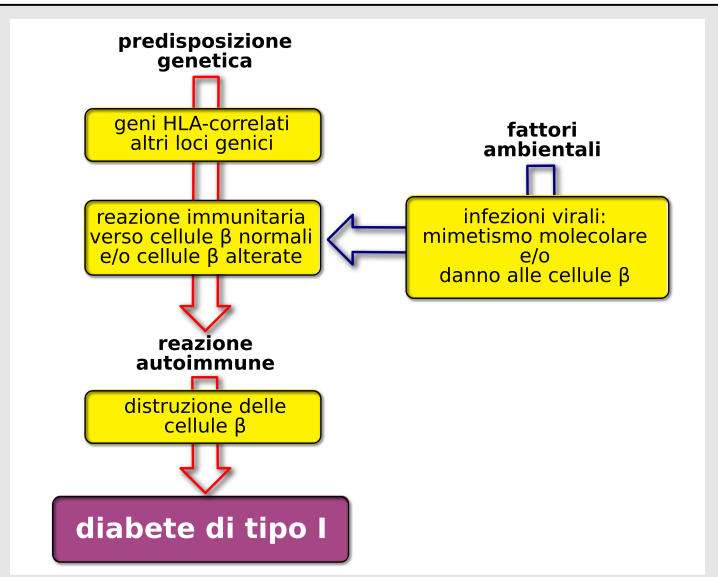 predisposizione
genetica
geni HLA-correlati
altri loci genici
fattori
ambientali
reazione immunitaria
verso cellule β normali
e/o cellule β alterate
infezioni virali:
mimetismo molecolare
e/o
danno alle cellule β
reazione
autoimmune
distruzione delle
cellule β
diabete di tipo I